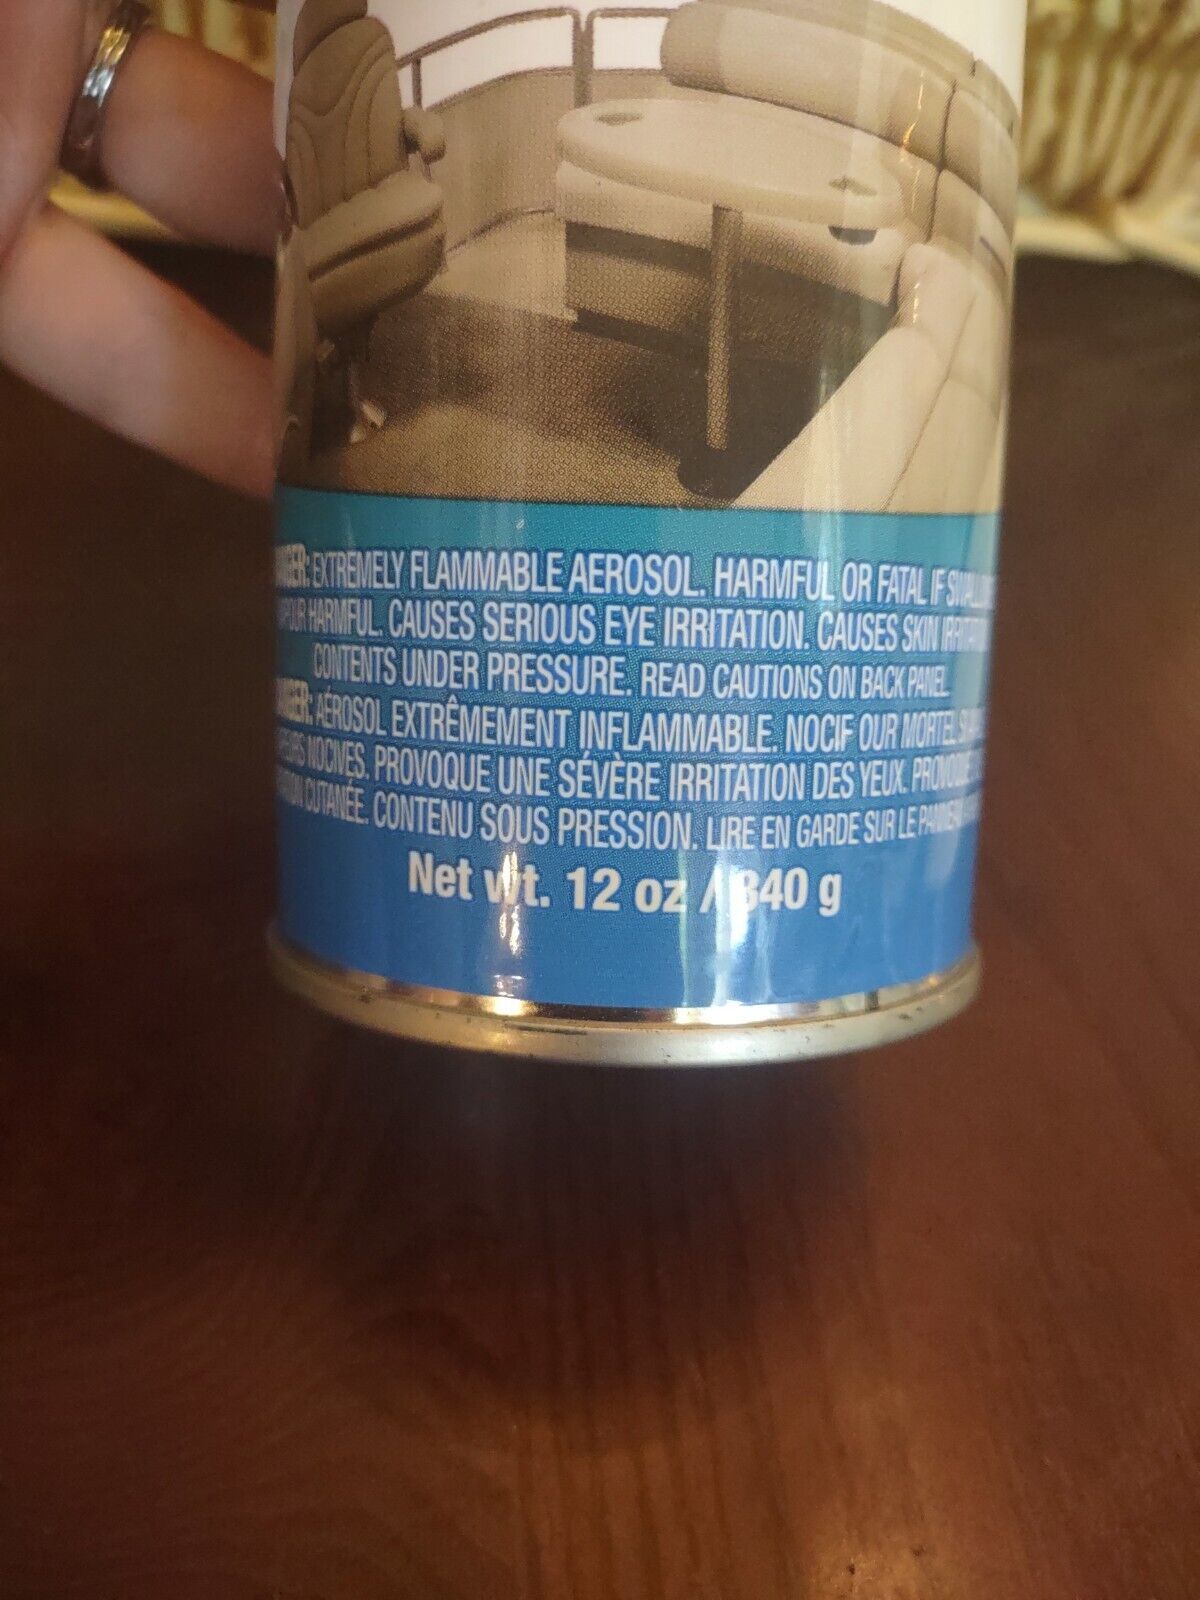 EXTREMELY FLAMMABLE AEROSOL. HARMFUL OR FATAL IF
HARMFUL. CAUSES SERIOUS EYE IRRITATION. CAUSES SKIN
CONTENTS UNDER PRESSURE. READ CAUTIONS ON BACK PANEL.
AÉROSOL EXTRÊMEMENT INFLAMMABLE. NOCIF OUR MORTEL
NOCIVES. PROVOQUE UNE SÉVÈRE IRRITATION DES YEUX. PROVOQUE
CUTANÉE. CONTENU SOUS PRESSION. LIRE EN GARDE SUR LE
Net wt. 12 oz / 340 g